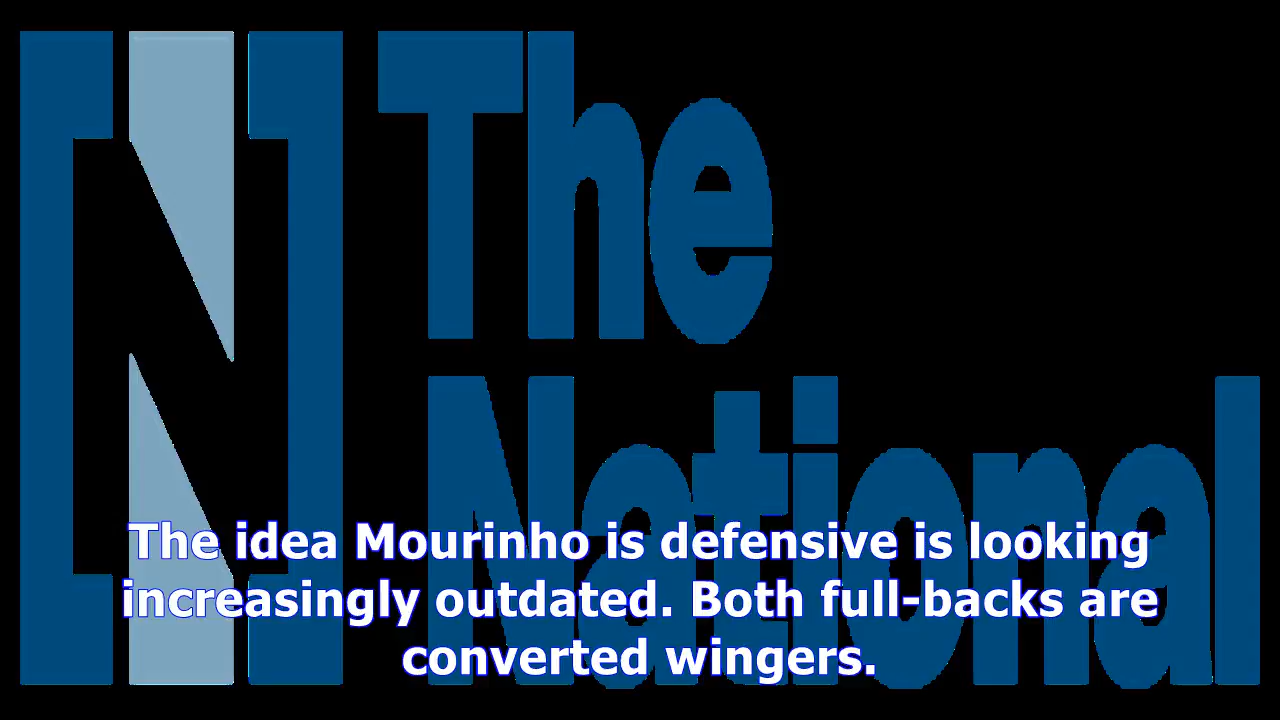 [N] The
National
The idea Mourinho is defensive is looking
increasingly outdated. Both full-backs are
converted wingers.